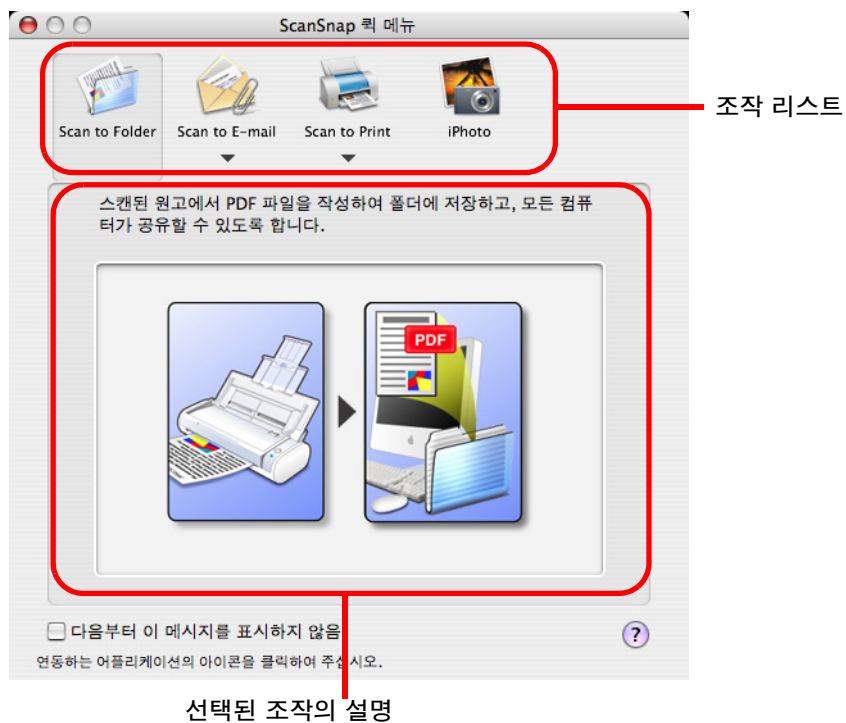 ScanSnap 퀵 메뉴
Scan to Folder
Scan to E-mail
Scan to Print
iPhoto
조작 리스트
스캔된 원고에서 PDF 파일을 작성하여 폴더에 저장하고, 모든 컴퓨
터가 공유할 수 있도록 합니다.
PDF
다음부터 이 메시지를 표시하지 않음
?
연동하는 어플리케이션의 아이콘을 클릭하여 주십시오.
선택된 조작의 설명